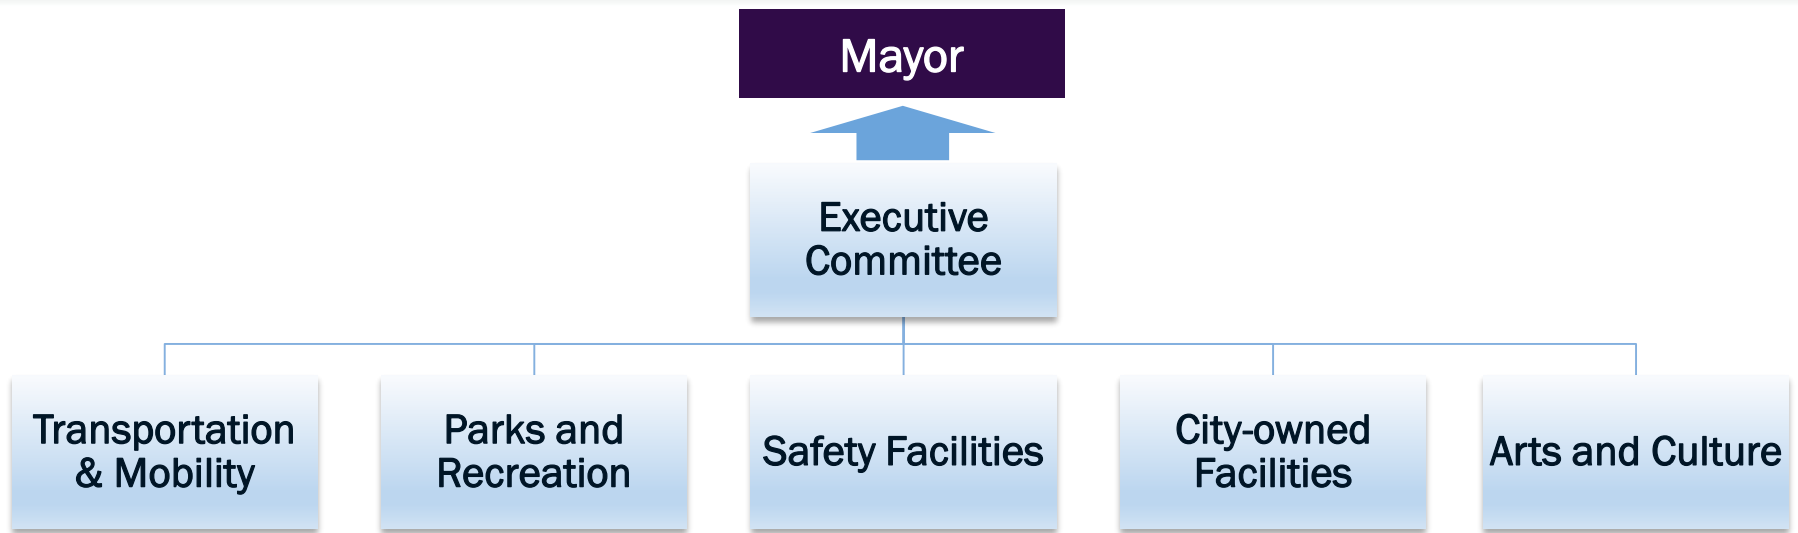 Mayor
Executive
Committee
Transportation
& Mobility
Parks and
Recreation
Safety Facilities
City-owned
Facilities
Arts and Culture